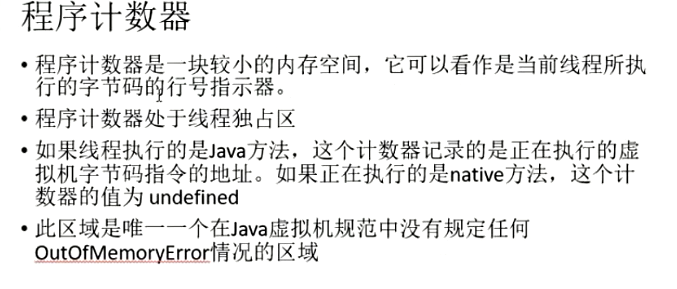 程序计数器
• 程序计数器是一块较小的内存空间，它可以看作是当前线程所执
行的字节码的行号指示器。
• 程序计数器处于线程独占区
• 如果线程执行的是Java方法，这个计数器记录的是正在执行的虚
拟机字节码指令的地址。如果正在执行的是native方法，这个计
数器的值为 undefined
• 此区域是唯一一个在Java虚拟机规范中没有规定任何
OutOfMemoryError情况的区域